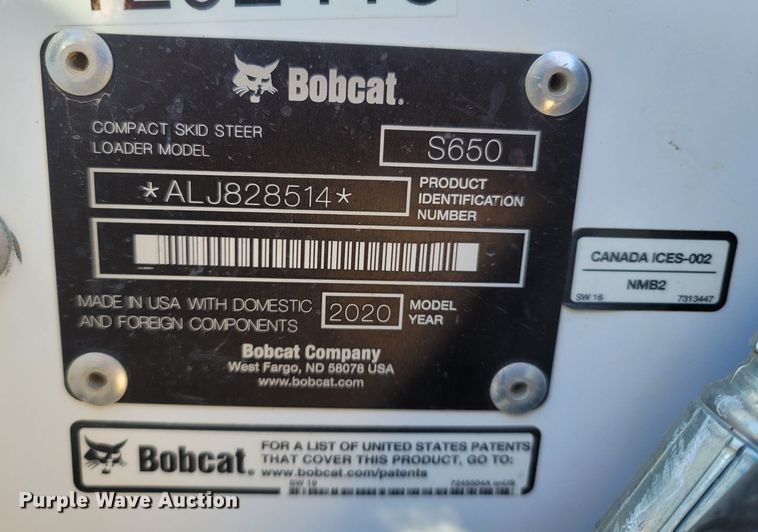 Bobcat.
COMPACT SKID STEER
LOADER MODEL
S650
*ALJ828514*
PRODUCT
IDENTIFICATION
NUMBER
MADE IN USA WITH DOMESTIC
AND FOREIGN COMPONENTS
2020
MODEL
YEAR
Bobcat Company
West Fargo, ND 58078 USA
www.bobcat.com
CANADA ICES-002
NMB2
SW 16 7313447
Bobcat.
FOR A LIST OF UNITED STATES PATENTS
THAT COVER THIS PRODUCT, GO TO:
www.bobcat.com/patents
SW 19 7245504A enUS
Purple Wave Auction